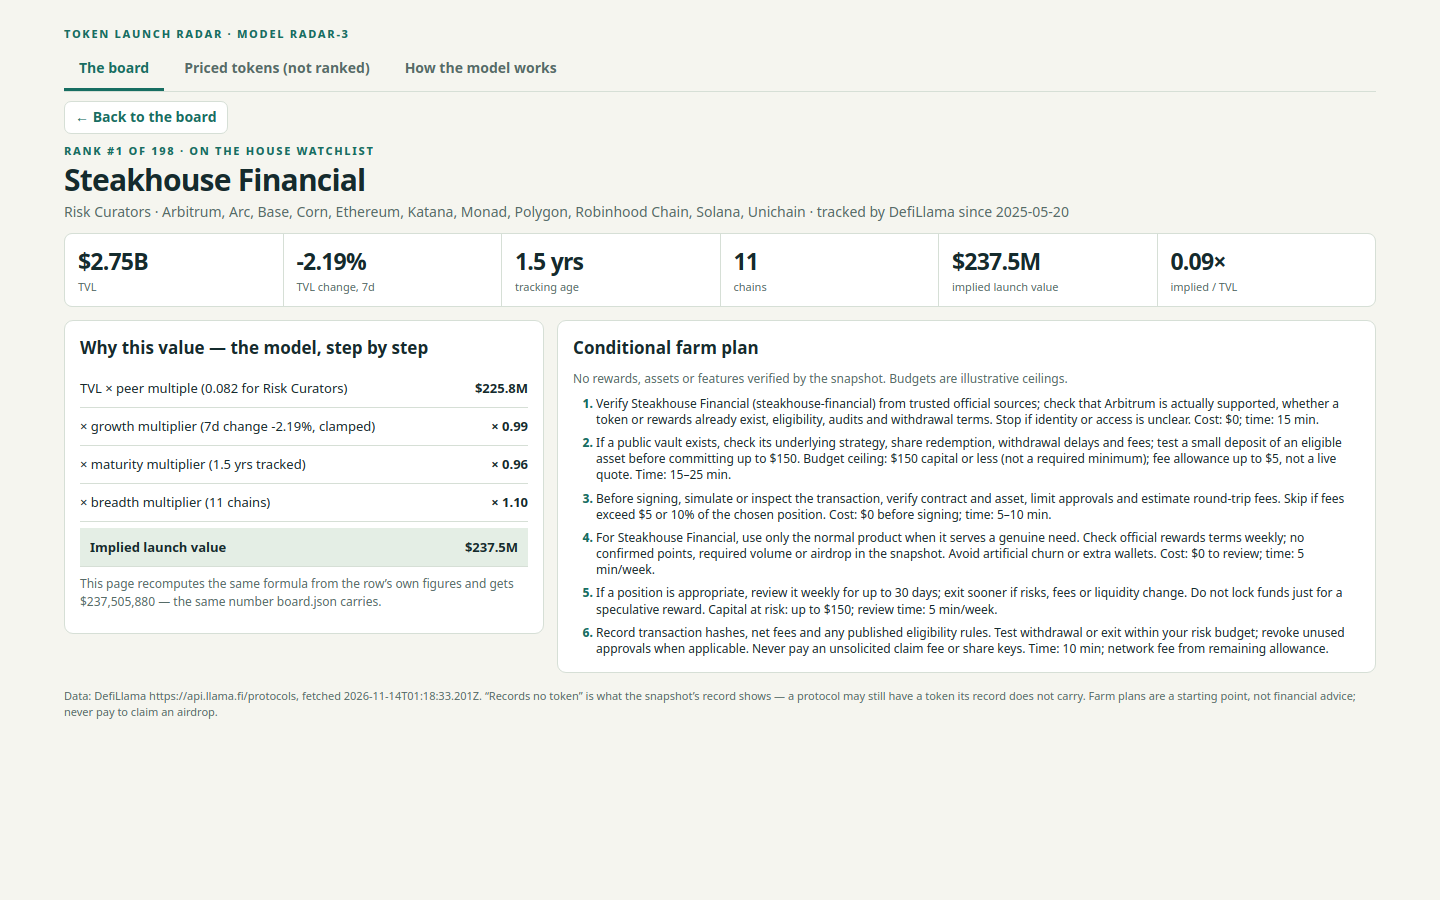 TOKEN LAUNCH RADAR · MODEL RADAR-3
The board
Priced tokens (not ranked)
How the model works
← Back to the board
RANK #1 OF 198 · ON THE HOUSE WATCHLIST
Steakhouse Financial
Risk Curators · Arbitrum, Arc, Base, Corn, Ethereum, Katana, Monad, Polygon, Robinhood Chain, Solana, Unichain · tracked by DefiLlama since 2025-05-20
$2.75B
TVL
-2.19%
TVL change, 7d
1.5 yrs
tracking age
11
chains
$237.5M
implied launch value
0.09×
implied / TVL
Why this value — the model, step by step
TVL × peer multiple (0.082 for Risk Curators) $225.8M
× growth multiplier (7d change -2.19%, clamped) × 0.99
× maturity multiplier (1.5 yrs tracked) × 0.96
× breadth multiplier (11 chains) × 1.10
Implied launch value $237.5M
This page recomputes the same formula from the row's own figures and gets
$237,505,880 — the same number board.json carries.
Conditional farm plan
No rewards, assets or features verified by the snapshot. Budgets are illustrative ceilings.
1. Verify Steakhouse Financial (steakhouse-financial) from trusted official sources; check that Arbitrum is actually supported, whether a
token or rewards already exist, eligibility, audits and withdrawal terms. Stop if identity or access is unclear. Cost: $0; time: 15 min.
2. If a public vault exists, check its underlying strategy, share redemption, withdrawal delays and fees; test a small deposit of an eligible
asset before committing up to $150. Budget ceiling: $150 capital or less (not a required minimum); fee allowance up to $5, not a live
quote. Time: 15–25 min.
3. Before signing, simulate or inspect the transaction, verify contract and asset, limit approvals and estimate round-trip fees. Skip if fees
exceed $5 or 10% of the chosen position. Cost: $0 before signing; time: 5–10 min.
4. For Steakhouse Financial, use only the normal product when it serves a genuine need. Check official rewards terms weekly; no
confirmed points, required volume or airdrop in the snapshot. Avoid artificial churn or extra wallets. Cost: $0 to review; time: 5
min/week.
5. If a position is appropriate, review it weekly for up to 30 days; exit sooner if risks, fees or liquidity change. Do not lock funds just for a
speculative reward. Capital at risk: up to $150; review time: 5 min/week.
6. Record transaction hashes, net fees and any published eligibility rules. Test withdrawal or exit within your risk budget; revoke unused
approvals when applicable. Never pay an unsolicited claim fee or share keys. Time: 10 min; network fee from remaining allowance.
Data: DefiLlama https://api.llama.fi/protocols, fetched 2026-11-14T01:18:33.201Z. “Records no token” is what the snapshot's record shows — a protocol may still have a token its record does not carry. Farm plans are a starting point, not financial advice;
never pay to claim an airdrop.